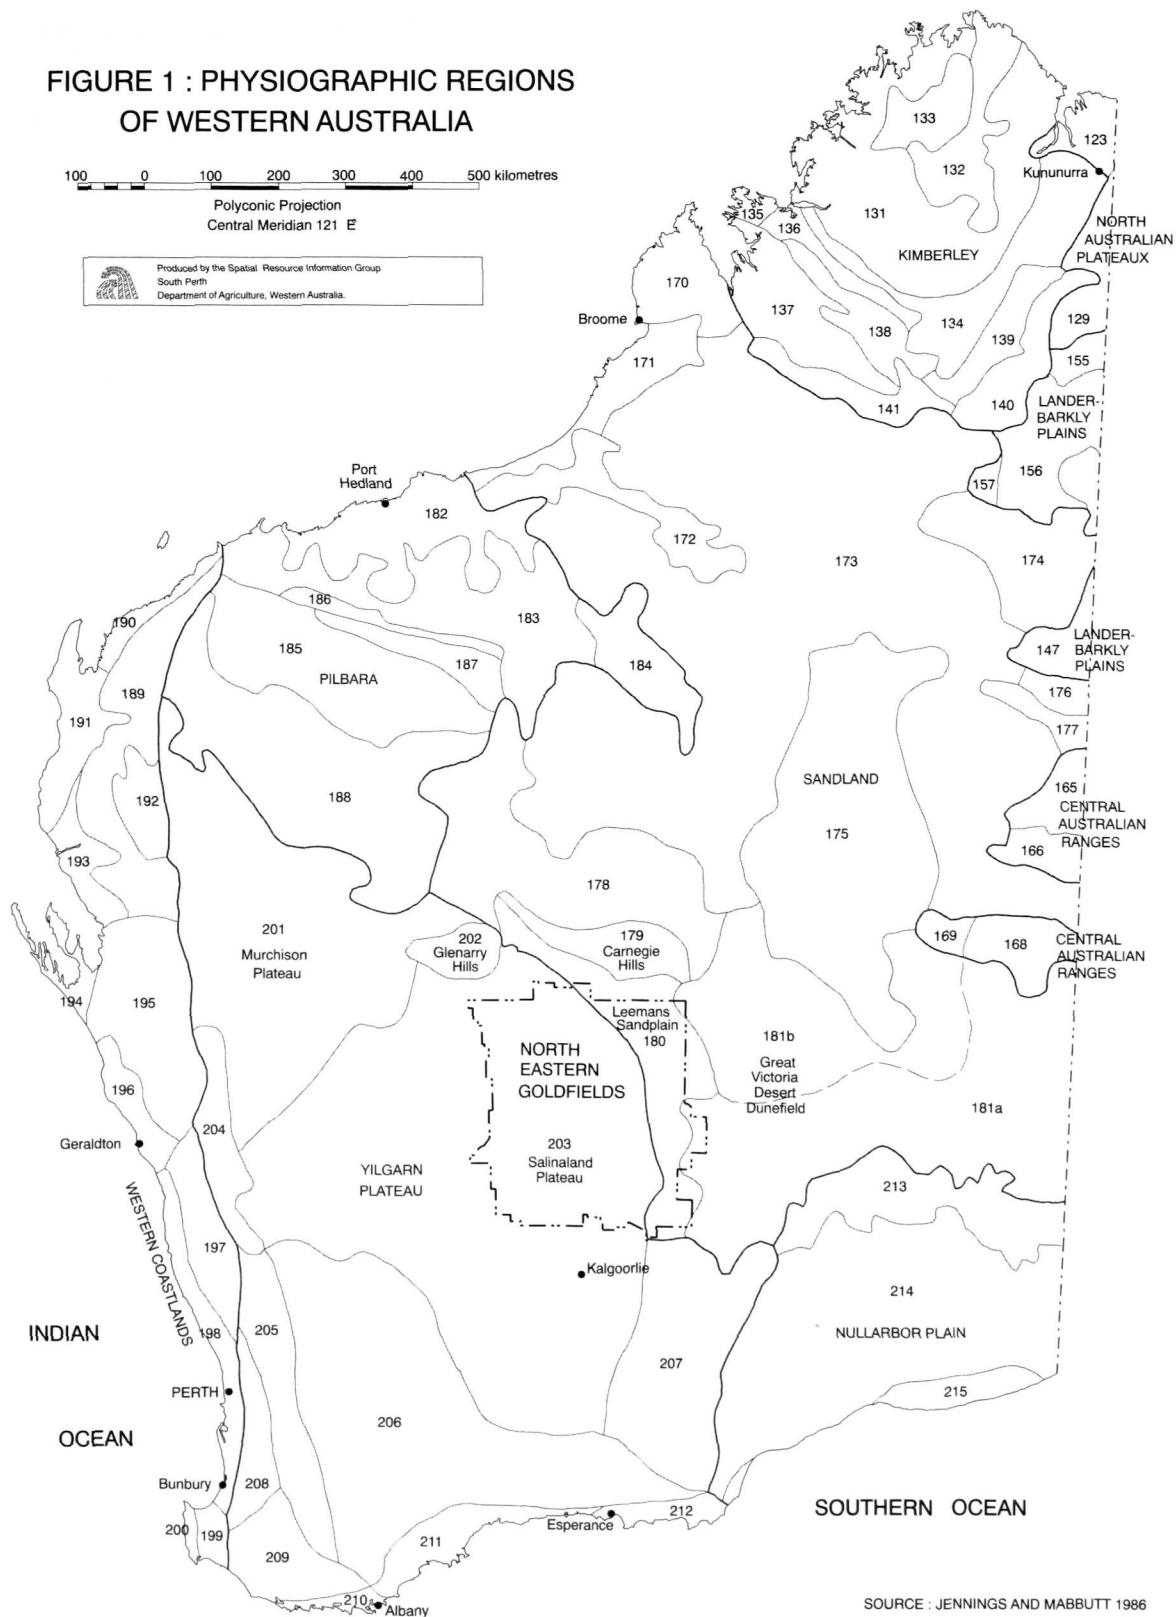 FIGURE 1 : PHYSIOGRAPHIC REGIONS
OF WESTERN AUSTRALIA
100 0 100 200 300 400 500 kilometres
Polyconic Projection
Central Meridian 121 E
Produced by the Spatial Resource Information Group
South Perth
Department of Agriculture, Western Australia.
133
123
132
Kununurra
135
136
131
NORTH
AUSTRALIAN
PLATEAUX
KIMBERLEY
170
137
Broome
138
134
139
129
171
155
141
140
LANDER-
BARKLY
PLAINS
Port
Hedland
156
157
182
172
173
174
186
183
190
185
187
184
LANDER-
BARKLY
PLAINS
147
PILBARA
189
176
191
177
SANDLAND
165
188
192
CENTRAL
AUSTRALIAN
RANGES
175
166
193
178
201
Murchison
Plateau
202
Glenarry
Hills
179
Carnegie
Hills
169
168
CENTRAL
AUSTRALIAN
RANGES
194
195
Leemans
Sandplain
180
181b
Great
Victoria
Desert
Dunefield
NORTH
EASTERN
GOLDFIELDS
196
181a
204
Geraldton
203
Salinaland
Plateau
YILGARN
PLATEAU
213
WESTERN COASTLANDS
197
Kalgoorlie
214
INDIAN
198
205
NULLARBOR PLAIN
207
PERTH
215
206
OCEAN
Bunbury
208
SOUTHERN OCEAN
212
Esperance
200
199
211
209
210
Albany
SOURCE : JENNINGS AND MABBUTT 1986